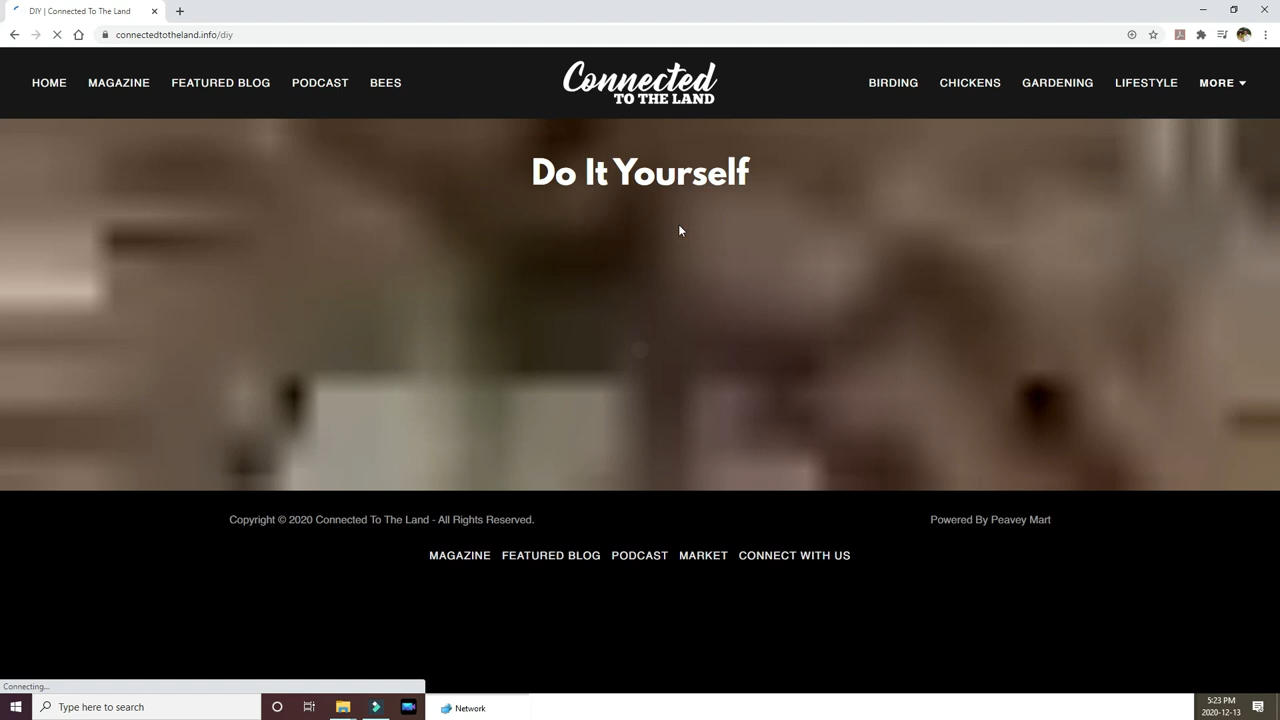 DIY | Connected To The Land
connectedtotheland.info/diy
HOME MAGAZINE FEATURED BLOG PODCAST BEES
Connected
TO THE LAND
BIRDING CHICKENS GARDENING LIFESTYLE MORE
Do It Yourself
Copyright © 2020 Connected To The Land - All Rights Reserved.
Powered By Peavey Mart
MAGAZINE FEATURED BLOG PODCAST MARKET CONNECT WITH US
Connecting...
Type here to search
Network
5:23 PM
2020-12-13